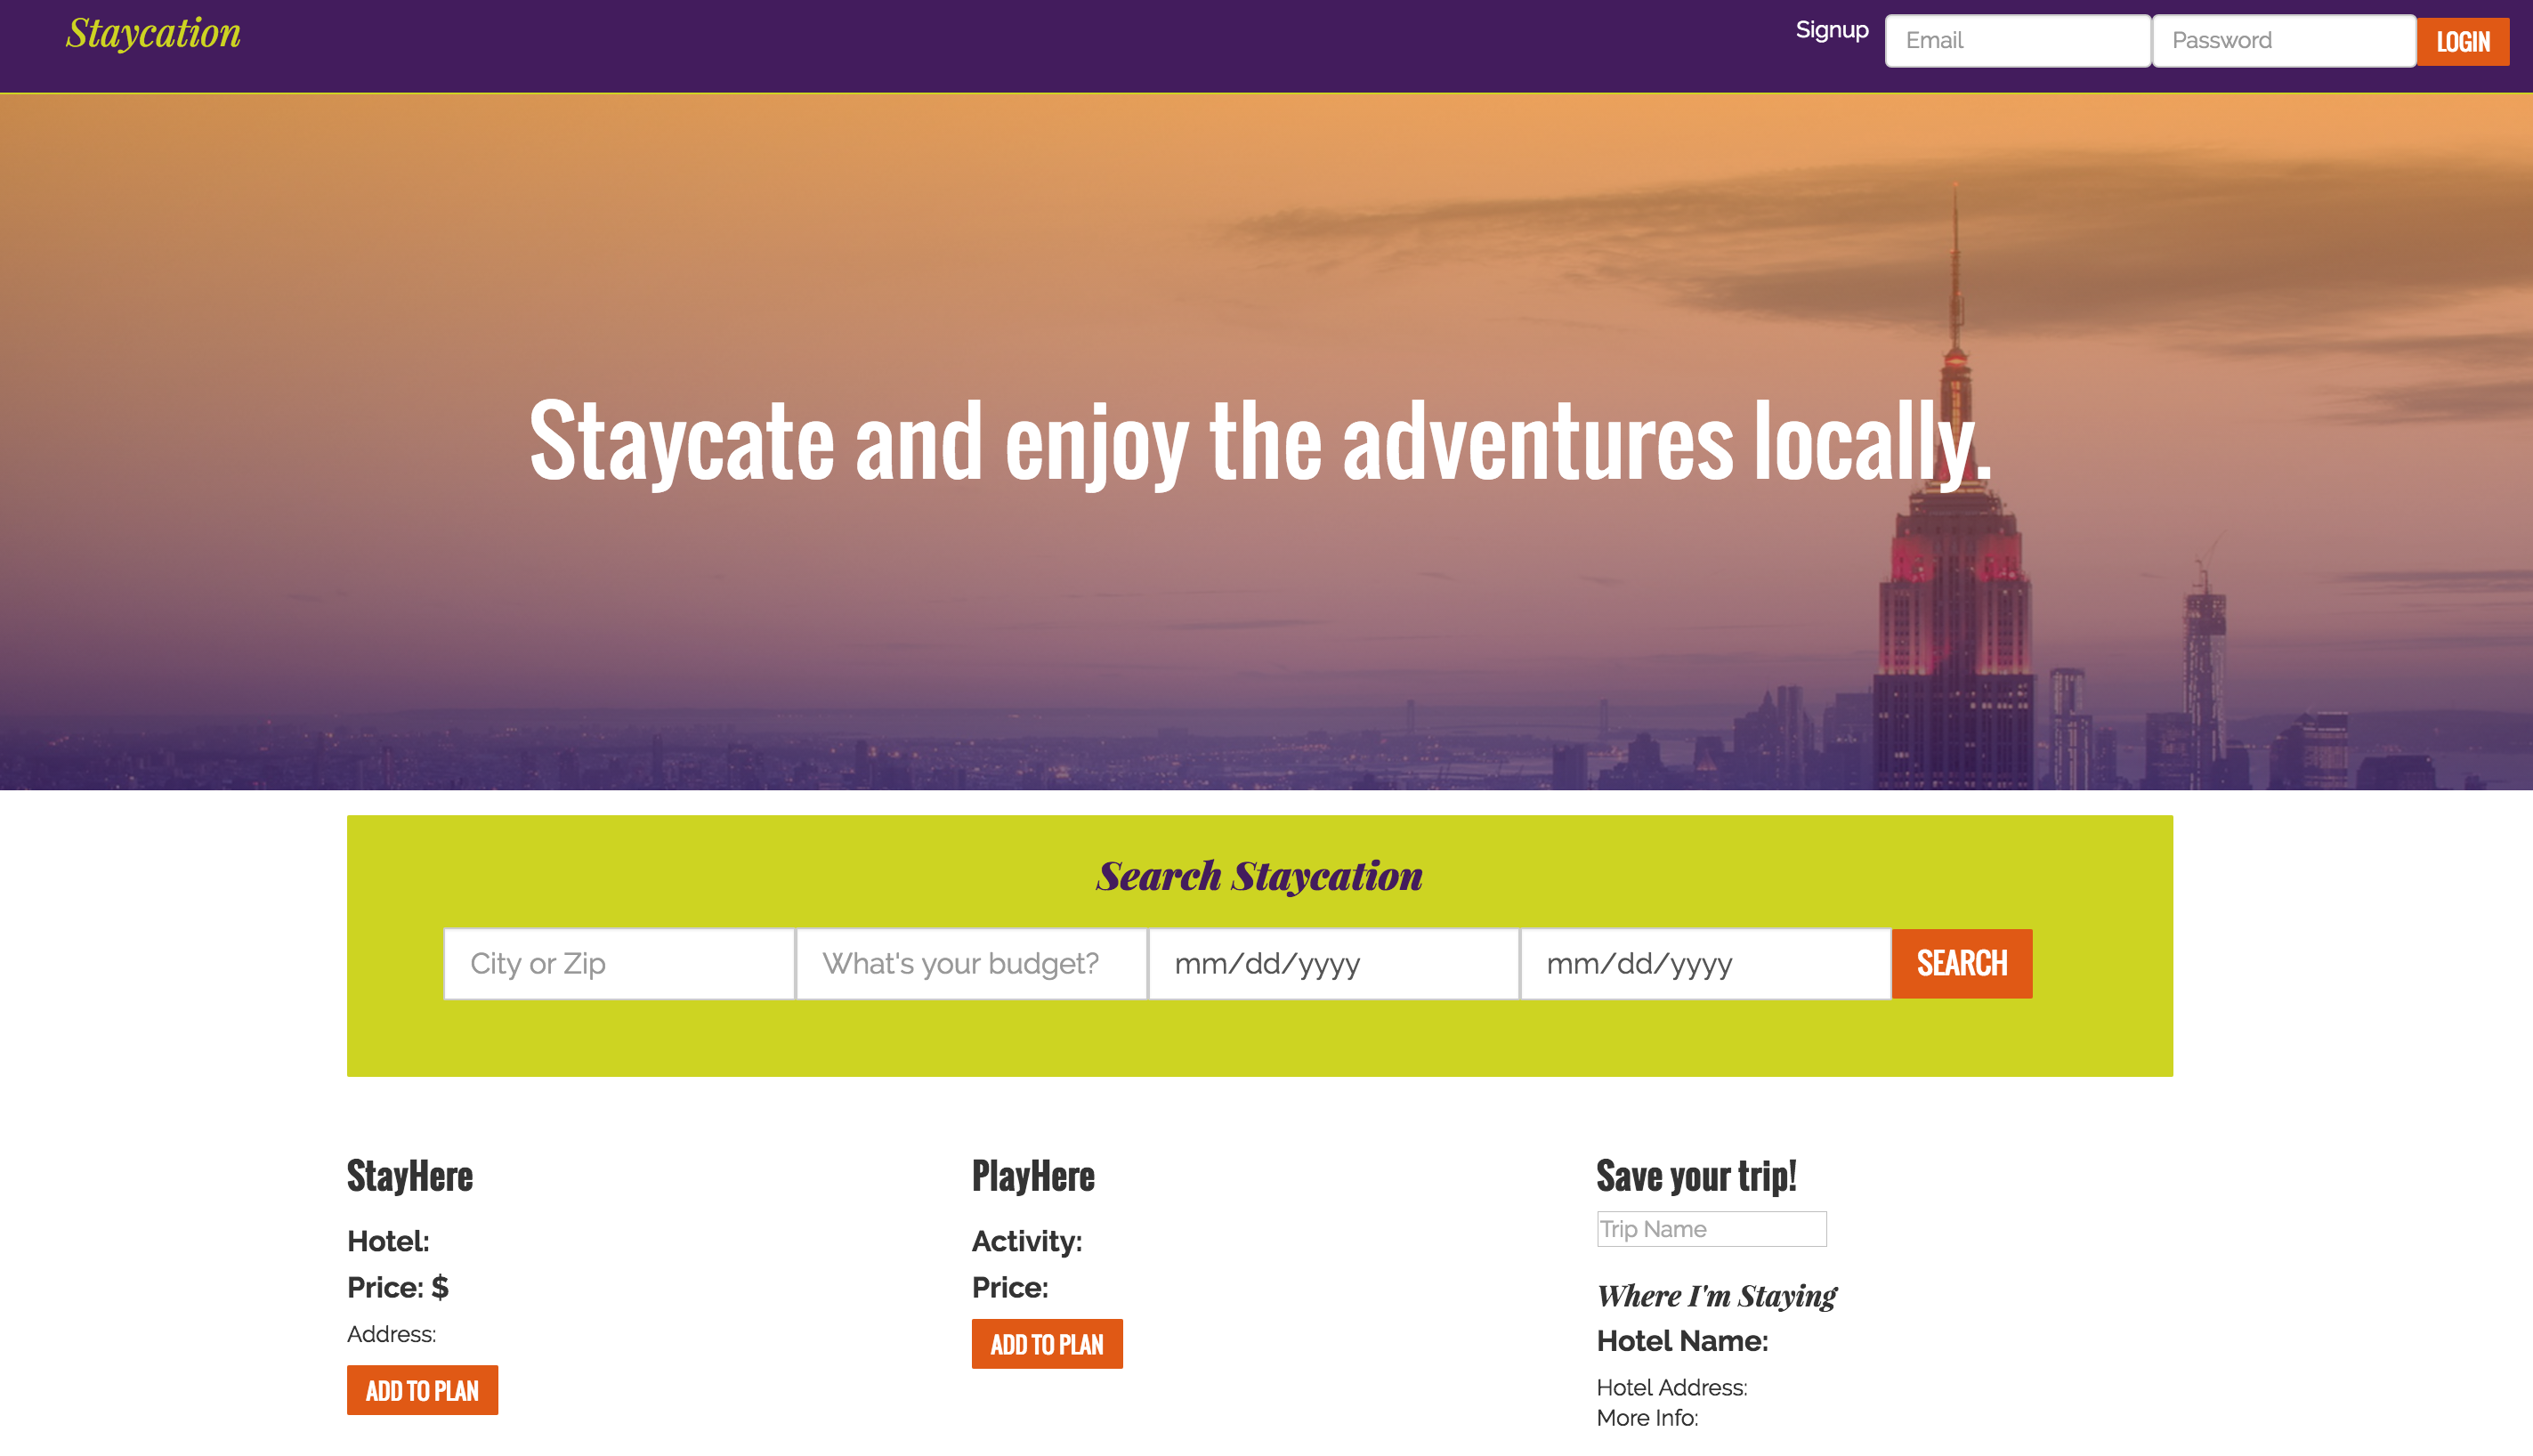 Staycation
Signup
Email
Password
LOGIN
Staycate and enjoy the adventures locally.
Search Staycation
City or Zip
What's your budget?
mm/dd/yyyy
mm/dd/yyyy
SEARCH
StayHere
Hotel:
Price: $
Address:
ADD TO PLAN
PlayHere
Activity:
Price:
ADD TO PLAN
Save your trip!
Trip Name
Where I'm Staying
Hotel Name:
Hotel Address:
More Info: